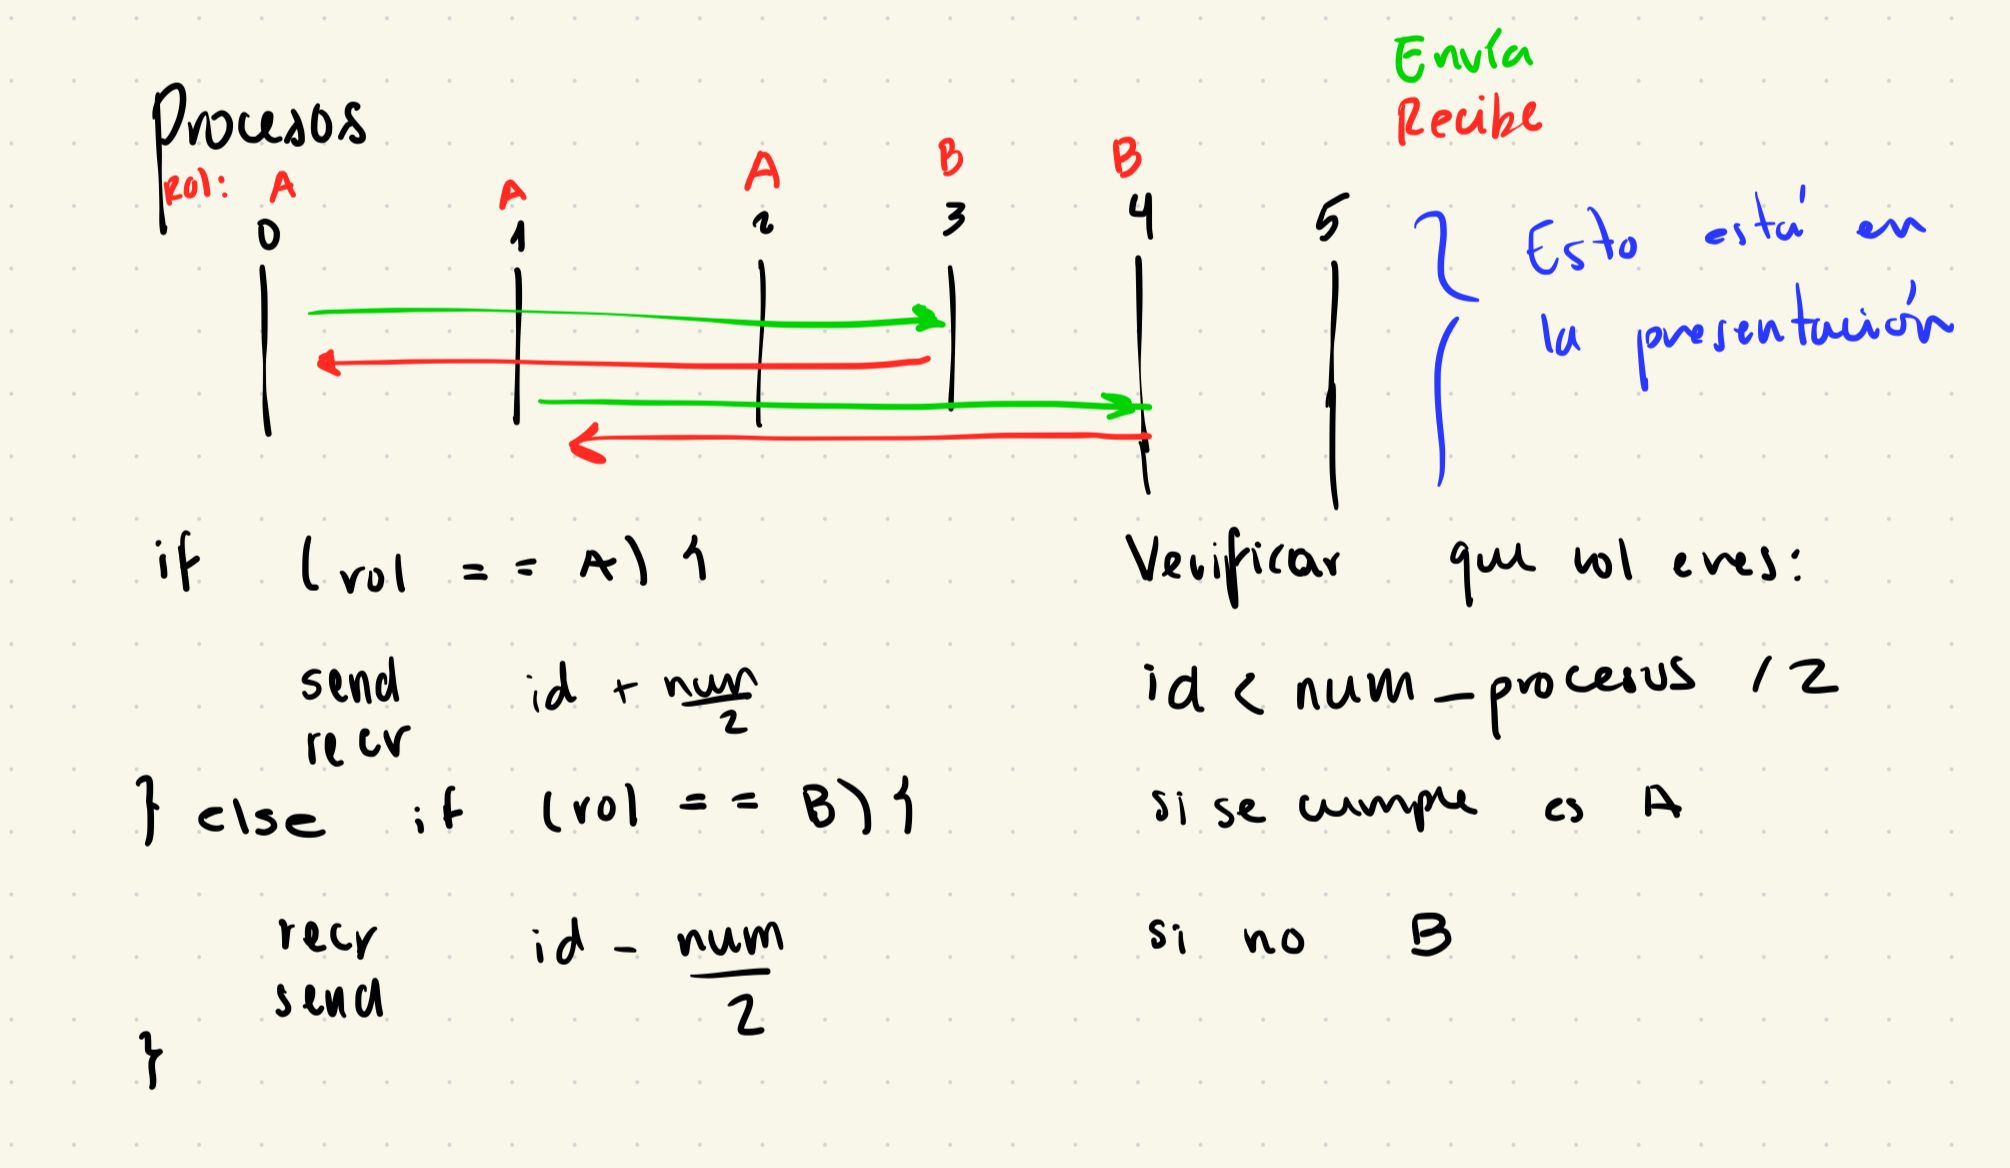 Envía
Procesos
Recibe
rol: A A A B B
0 1 2 3 4 5
Esto está en
la presentación
if (rol == A) {
Verificar que rol eres:
send id + num/2
recv
id < num_procesos / 2
} else if (rol == B) {
si se cumple es A
recv id - num/2
send
si no B
}